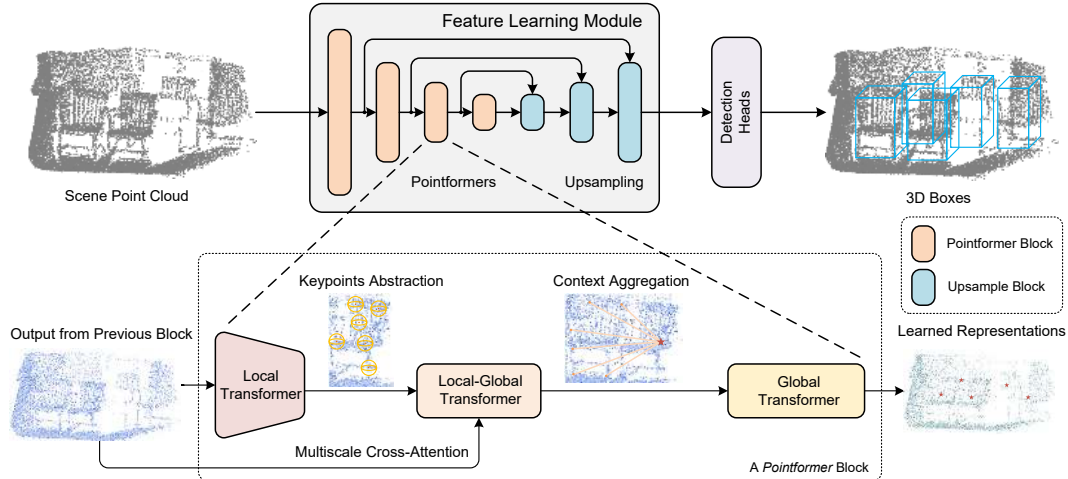 Feature Learning Module
Pointformers
Upsampling
Detection
Heads
Scene Point Cloud
3D Boxes
Pointformer Block
Upsample Block
Keypoints Abstraction
Context Aggregation
Output from Previous Block
Learned Representations
Local
Transformer
Local-Global
Transformer
Global
Transformer
Multiscale Cross-Attention
A Pointformer Block